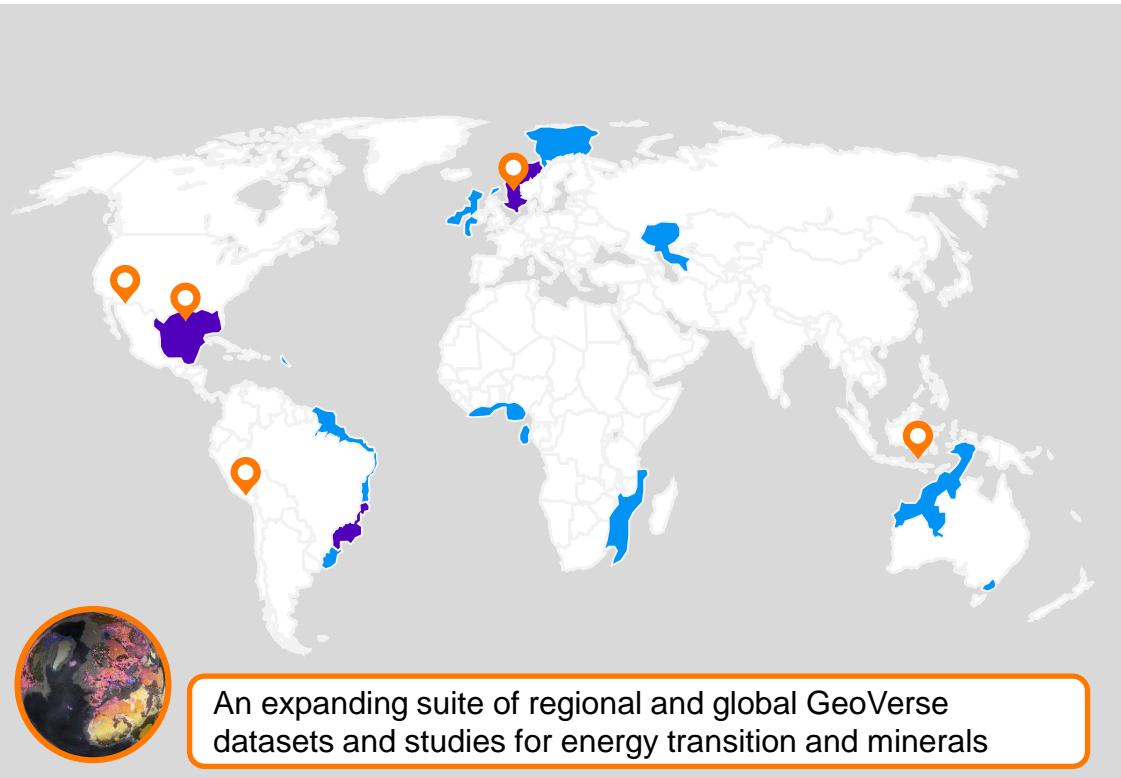 An expanding suite of regional and global GeoVerse
datasets and studies for energy transition and minerals